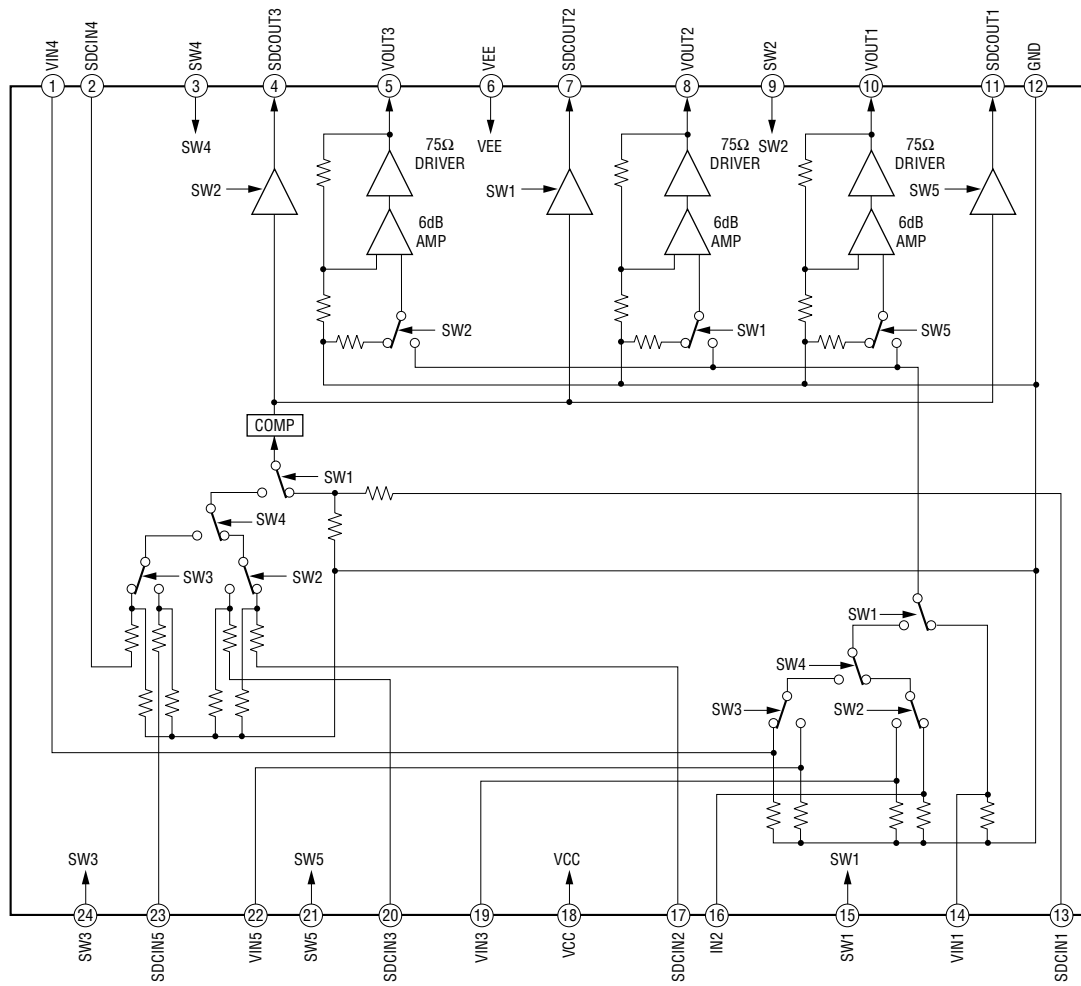 VIN4
SDCIN4
SW4
SDCOUT3
VOUT3
VEE
SDCOUT2
VOUT2
SW2
VOUT1
SDCOUT1
GND
1
2
3
4
5
6
7
8
9
10
11
12
SW4
VEE
SW2
75Ω
DRIVER
75Ω
DRIVER
75Ω
DRIVER
SW2
SW1
SW5
6dB
AMP
6dB
AMP
6dB
AMP
SW2
SW1
SW5
COMP
SW1
SW4
SW3
SW2
SW1
SW4
SW3
SW2
SW3
SW5
VCC
SW1
24
23
22
21
20
19
18
17
16
15
14
13
SW3
SDCIN5
VIN5
SW5
SDCIN3
VIN3
VCC
SDCIN2
IN2
SW1
VIN1
SDCIN1